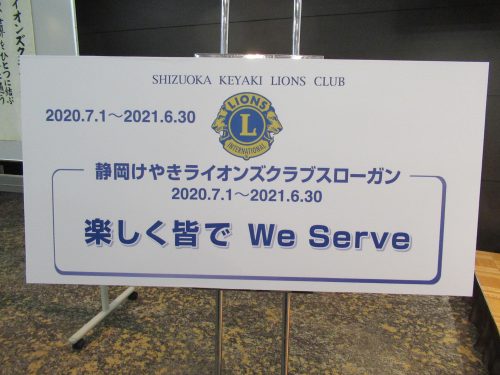 SHIZUOKA KEYAKI LIONS CLUB
2020.7.1〜2021.6.30
LIONS
L
INTERNATIONAL
静岡けやきライオンズクラブスローガン
2020.7.1〜2021.6.30
楽しく皆で We Serve